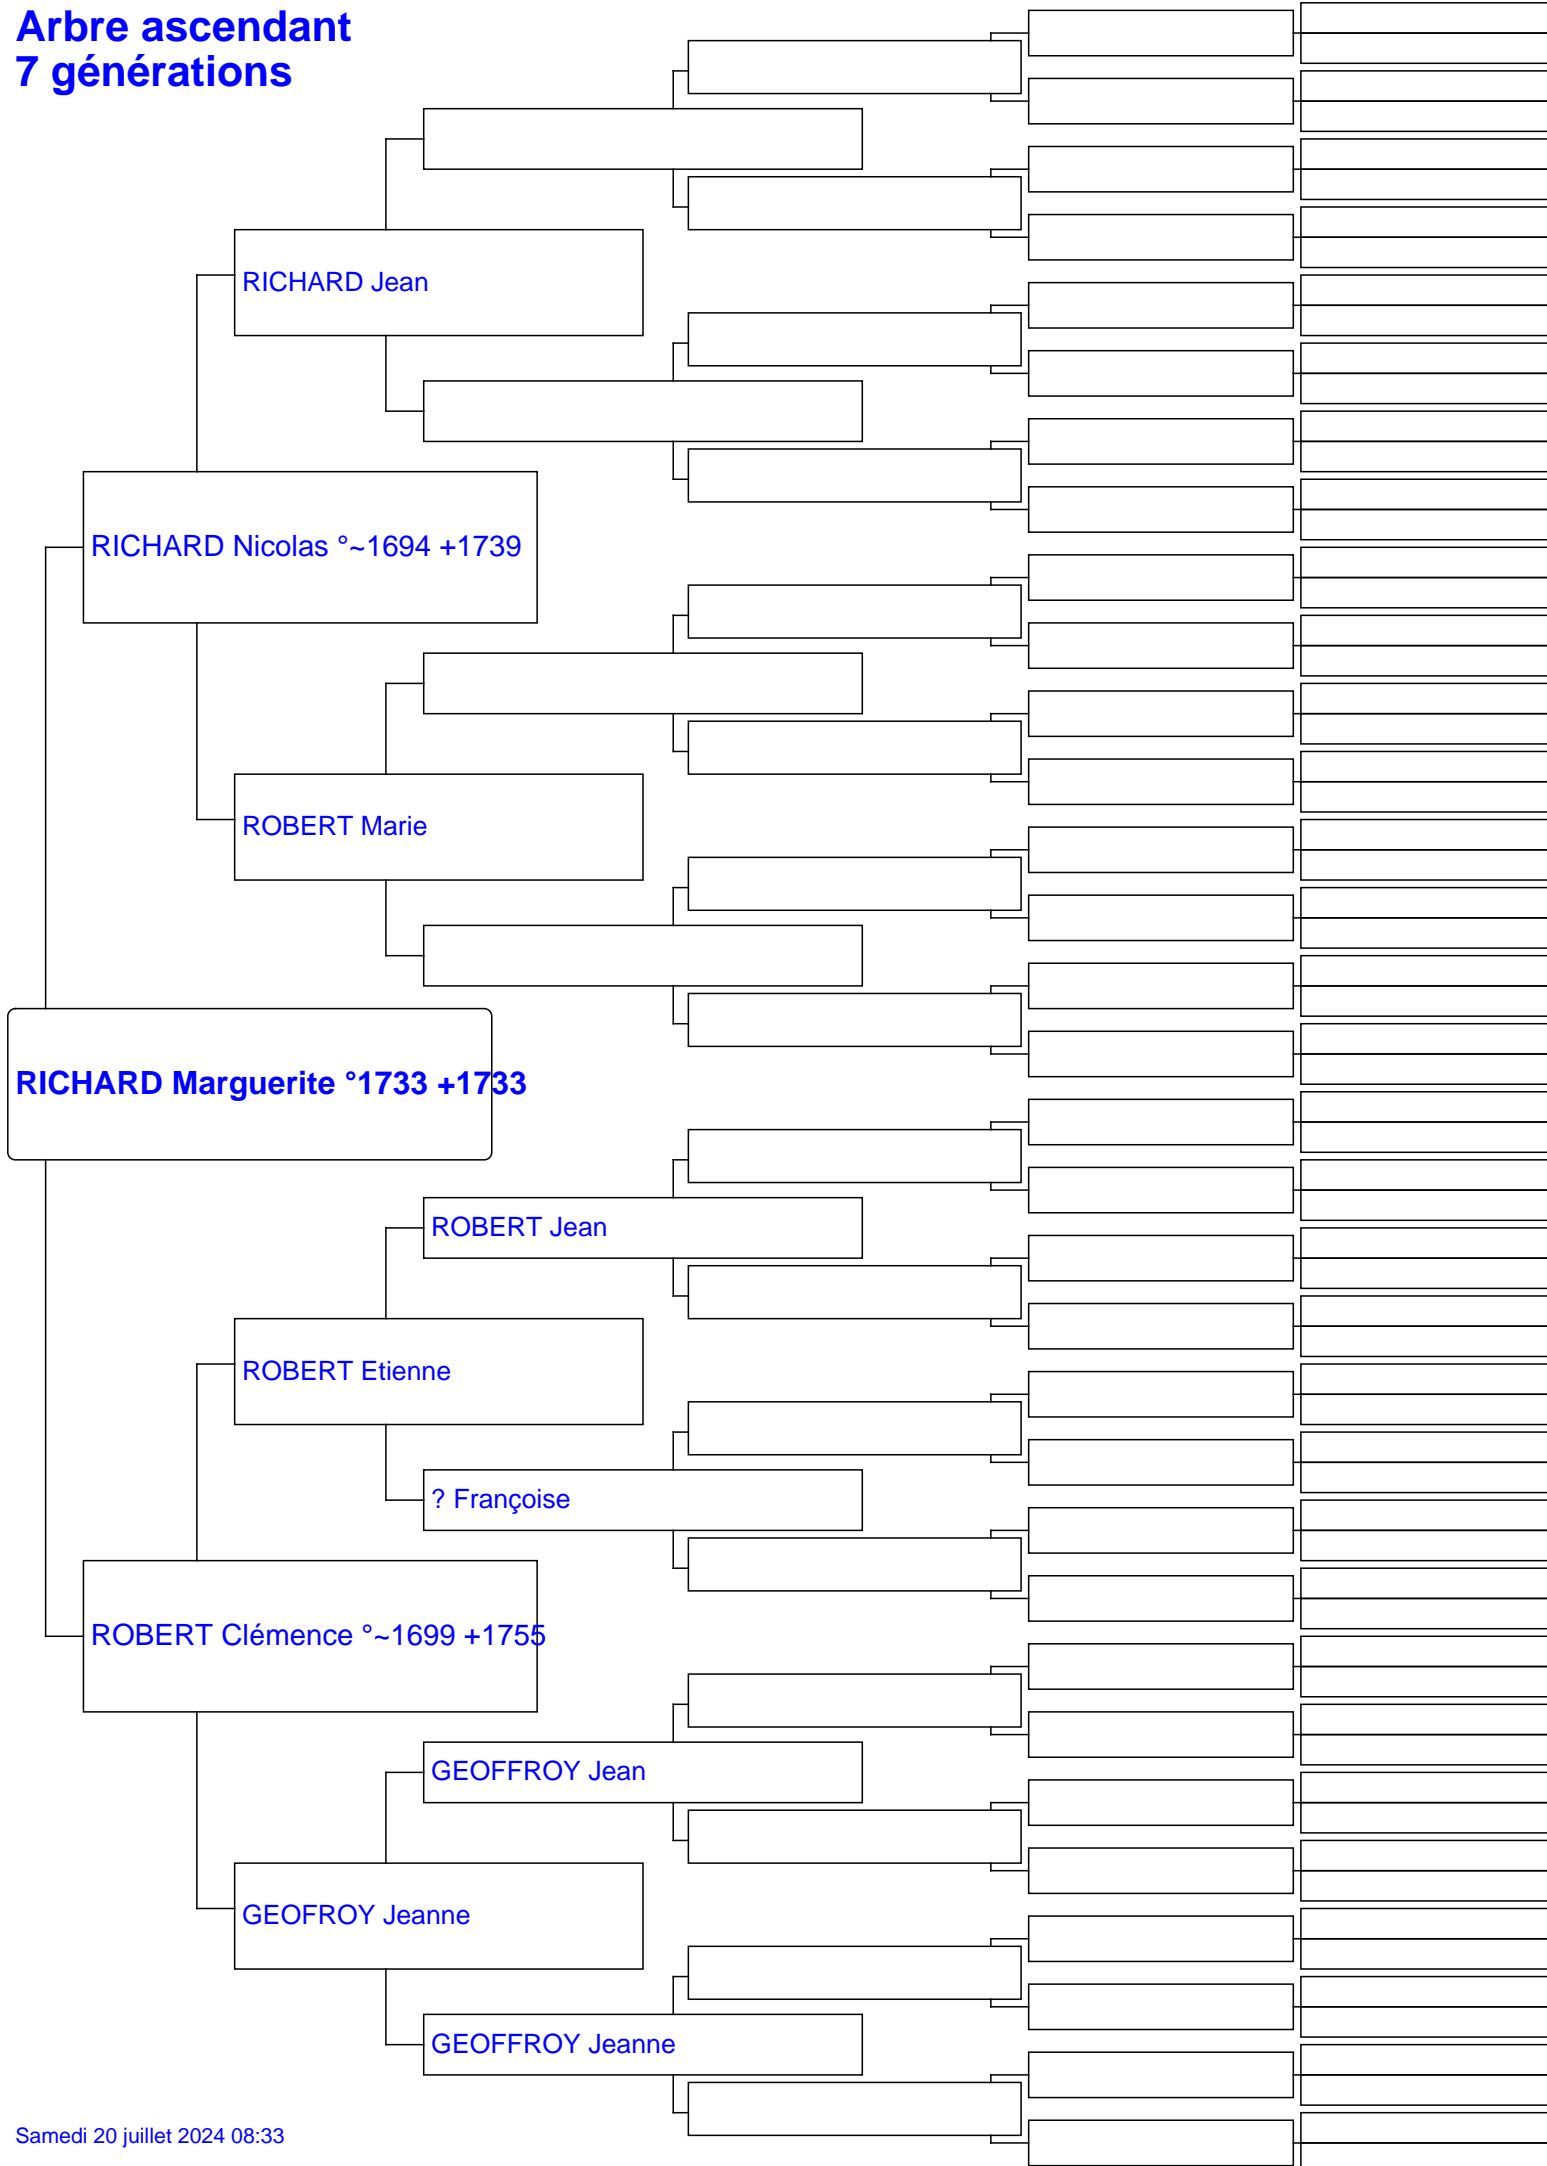 Arbre ascendant
7 générations
RICHARD Jean
RICHARD Nicolas °~1694 +1739
ROBERT Marie
RICHARD Marguerite °1733 +1733
ROBERT Jean
ROBERT Etienne
? Françoise
ROBERT Clémence °~1699 +1755
GEOFFROY Jean
GEOFROY Jeanne
GEOFFROY Jeanne
Samedi 20 juillet 2024 08:33